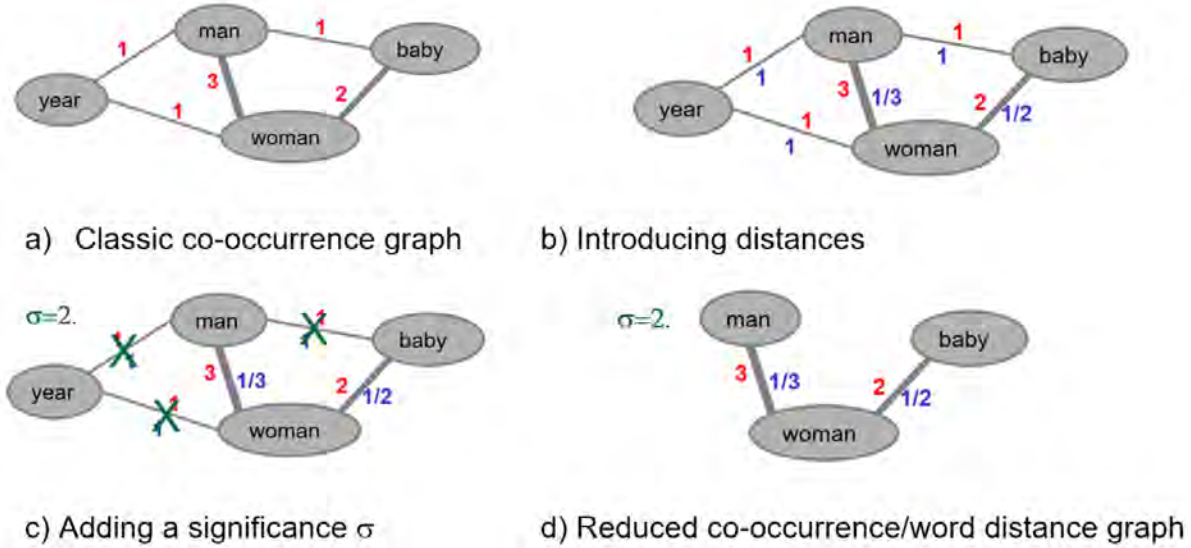 man
1
1
baby
year
3
2
1
woman
a) Classic co-occurrence graph
man
1
1
1
1
baby
year
3
1/3
2
1/2
1
1
woman
b) Introducing distances
σ=2.
man
baby
year
3
1/3
2
1/2
1
woman
c) Adding a significance σ
σ=2.
man
baby
3
1/3
2
1/2
woman
d) Reduced co-occurrence/word distance graph